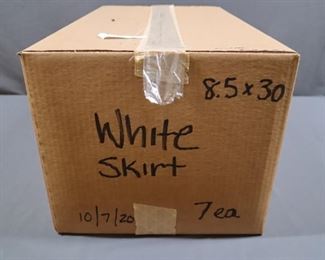 8.5 x 30
White
Skirt
10/7/20 7ea